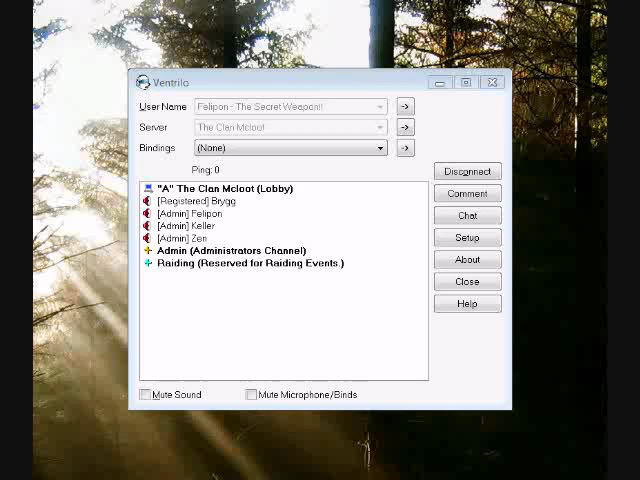 Ventrilo
User Name Felipon - The Secret Weapon!!
Server The Clan Mcloot
Bindings (None)
Ping: 0
Disconnect
"A" The Clan Mcloot (Lobby)
Comment
[Registered] Brygg
[Admin] Felipon
Chat
[Admin] Keller
[Admin] Zen
Setup
Admin (Administrators Channel)
Raiding (Reserved for Raiding Events.)
About
Close
Help
Mute Sound
Mute Microphone/Binds